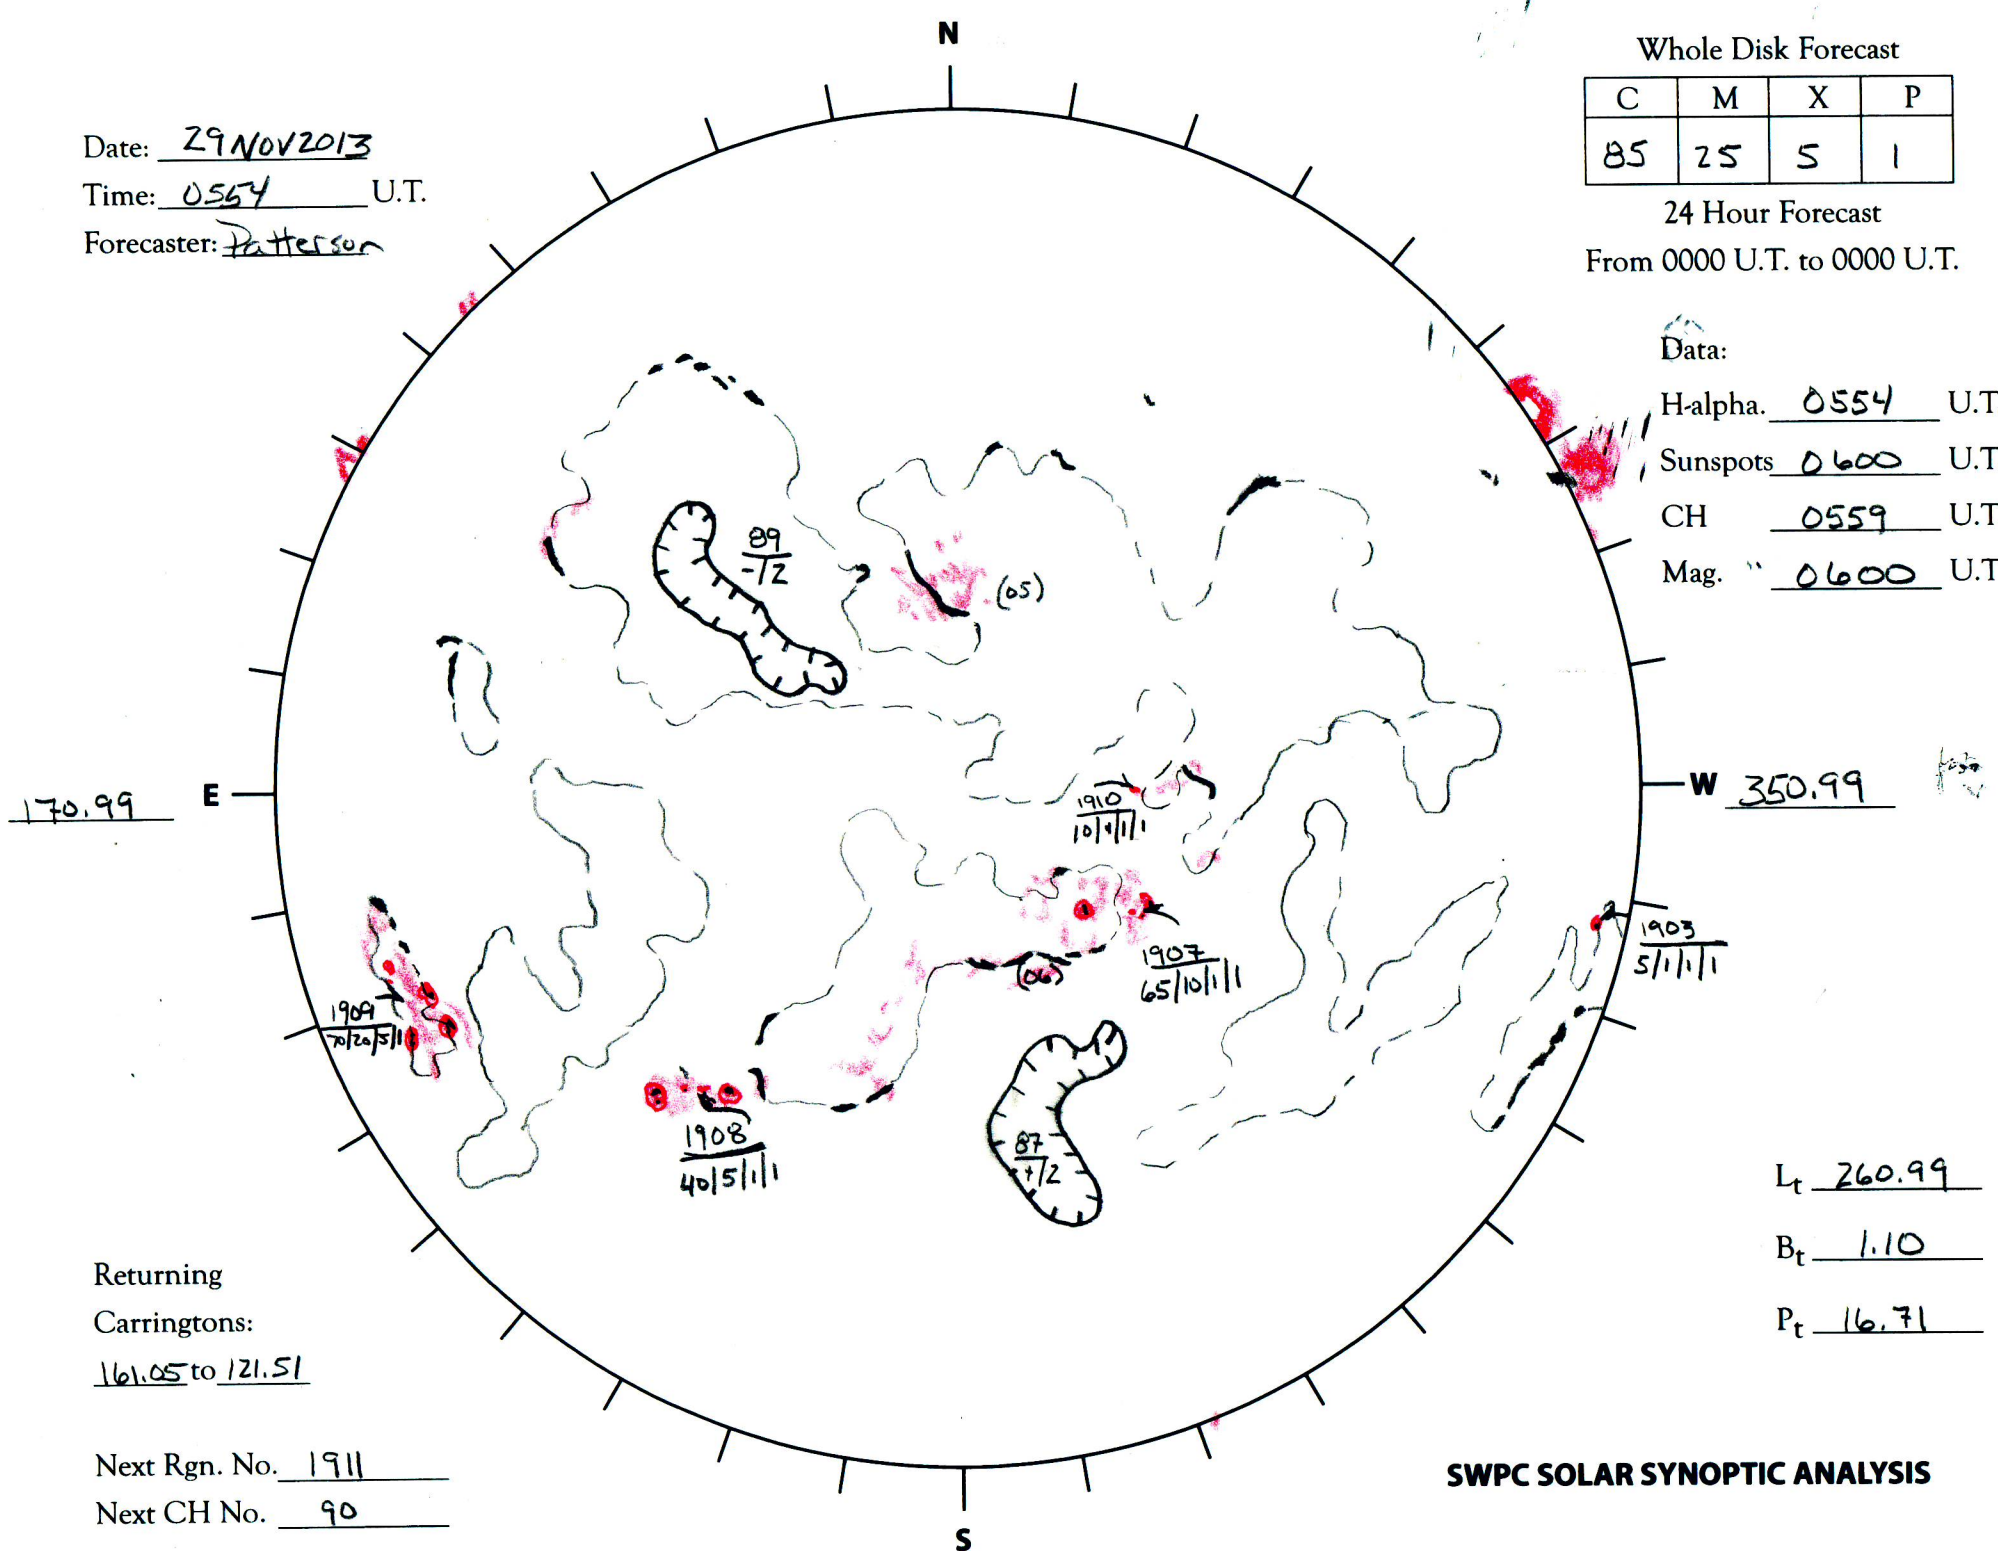 N
Whole Disk Forecast
C M X P
85 25 5 1
24 Hour Forecast
From 0000 U.T. to 0000 U.T.
Date: 29 NOV 2013
Time: 0554 U.T.
Forecaster: Patterson
Data:
H-alpha. 0554 U.T
Sunspots 0600 U.T
CH 0559 U.T
Mag. " 0600 U.T
89
-/2
(05)
170.99 E
W 350.99
1910
10/1/1/1
1903
5/1/1/1
1907
65/10/1/1
(06)
1909
70/20/5/1
1908
40/5/1/1
87
+/2
Lt 260.99
Bt 1.10
Pt 16.71
Returning
Carringtons:
161.05 to 121.51
Next Rgn. No. 1911
Next CH No. 90
SWPC SOLAR SYNOPTIC ANALYSIS
S